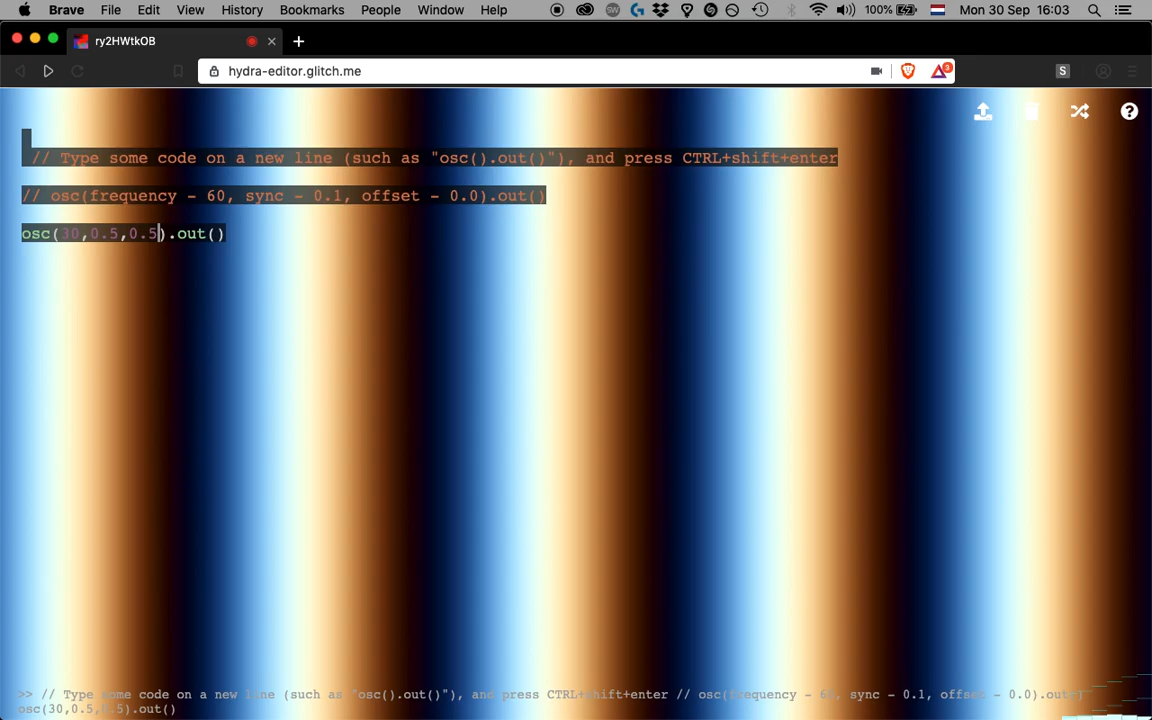 Brave File Edit View History Bookmarks People Window Help 100% Mon 30 Sep 16:03
ry2HWtkOB
hydra-editor.glitch.me 3 S
// Type some code on a new line (such as "osc().out()"), and press CTRL+shift+enter
// osc(frequency - 60, sync - 0.1, offset - 0.0).out()
osc(30,0.5,0.5).out()
>> // Type some code on a new line (such as "osc().out()"), and press CTRL+shift+enter // osc(frequency - 60, sync - 0.1, offset - 0.0).out()
osc(30,0.5,0.5).out()